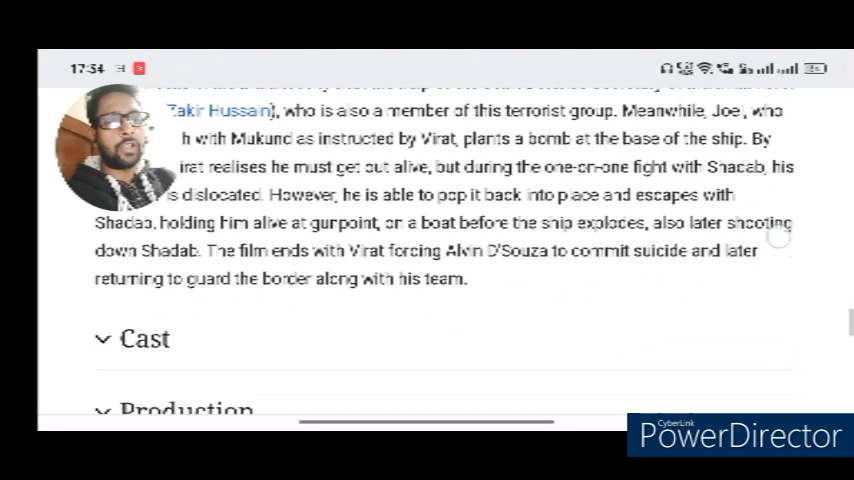 17:54
Zakir Hussain), who is also a member of this terrorist group. Meanwhile, Joel, who
h with Mukund as instructed by Virat, plants a bomb at the base of the ship. By
irat realises he must get out alive, but during the one-on-one fight with Shadab, his
is dislocated. However, he is able to pop it back into place and escapes with
Shadab, holding him alive at gunpoint, on a boat before the ship explodes, also later shooting
down Shadab. The film ends with Virat forcing Alvin D'Souza to commit suicide and later
returning to guard the border along with his team.
Cast
Production
CyberLink
PowerDirector